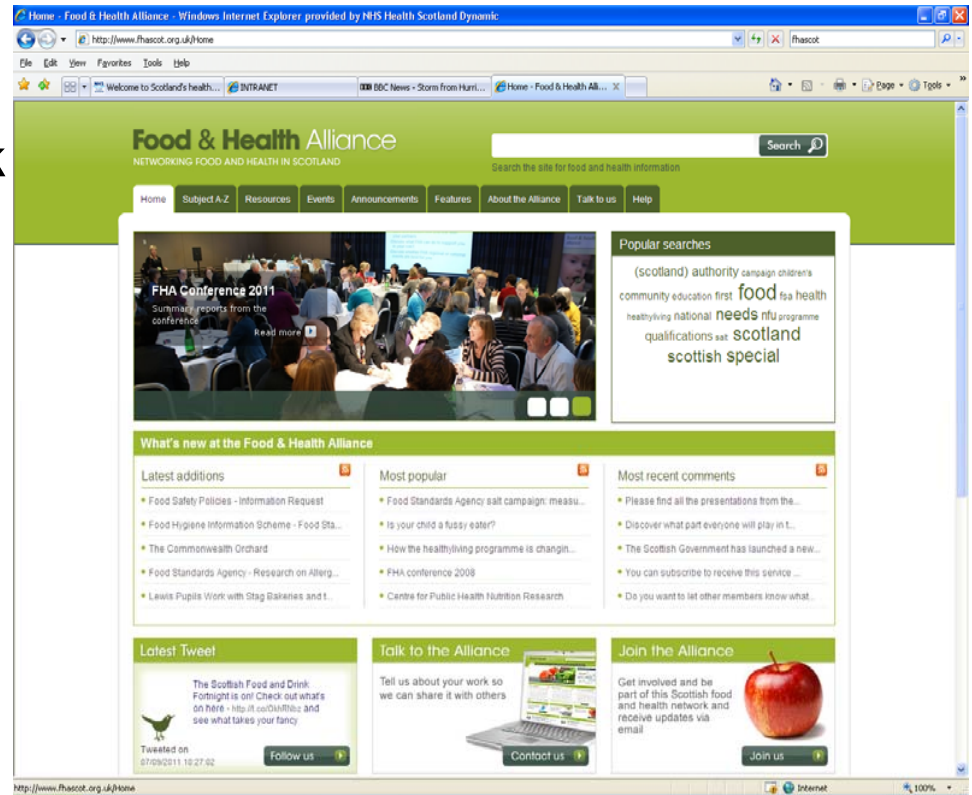 Home - Food & Health Alliance - Windows Internet Explorer provided by NHS Health Scotland Dynamic
http://www.fhascot.org.uk/Home
fhascot
File Edit View Favorites Tools Help
Welcome to Scotland's health... INTRANET BBC News - Storm from Hurri... Home - Food & Health Alli... Page Tools
k
Food & Health Alliance
NETWORKING FOOD AND HEALTH IN SCOTLAND
Search
Search the site for food and health information
Home Subject A-Z Resources Events Announcements Features About the Alliance Talk to us Help
FHA Conference 2011
Summary reports from the
conference
Read more
Popular searches
(scotland) authority campaign children's
community education first food fsa health
healthyliving national needs nfu programme
qualifications salt scotland
scottish special
What's new at the Food & Health Alliance
Latest additions
Food Safety Policies - Information Request
Food Hygiene Information Scheme - Food Sta...
The Commonwealth Orchard
Food Standards Agency - Research on Allerg...
Lewis Pupils Work with Stag Bakeries and t...
Most popular
Food Standards Agency salt campaign: measu...
Is your child a fussy eater?
How the healthyliving programme is changin...
FHA conference 2008
Centre for Public Health Nutrition Research
Most recent comments
Please find all the presentations from the...
Discover what part everyone will play in t...
The Scottish Government has launched a new...
You can subscribe to receive this service ...
Do you want to let other members know what...
Latest Tweet
The Scottish Food and Drink
Fortnight is on! Check out what's
on here - http://t.co/OkhRNbz and
see what takes your fancy
Tweeted on
07/09/2011 10:27:02
Follow us
Talk to the Alliance
Tell us about your work so
we can share it with others
Contact us
Join the Alliance
Get involved and be
part of this Scottish food
and health network and
receive updates via
email
Join us
http://www.fhascot.org.uk/Home
Internet
100%